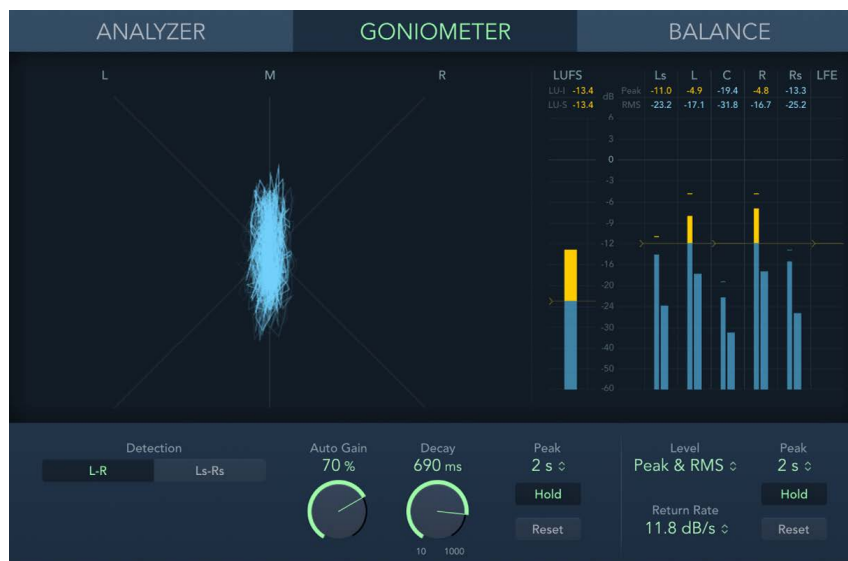 ANALYZER GONIOMETER BALANCE
L M R LUFS Ls L C R Rs LFE
LU-I -13.4 dB Peak -11.0 -4.9 -19.4 -4.8 -13.3
LU-S -13.4 RMS -23.2 -17.1 -31.8 -16.7 -25.2
6
3
0
-3
-6
-9
-12
-16
-20
-24
-30
-40
-50
-60
Detection Auto Gain Decay Peak Level Peak
L-R Ls-Rs 70 % 690 ms 2 s Peak & RMS 2 s
Hold Hold
Return Rate
Reset 11.8 dB/s Reset
10 1000